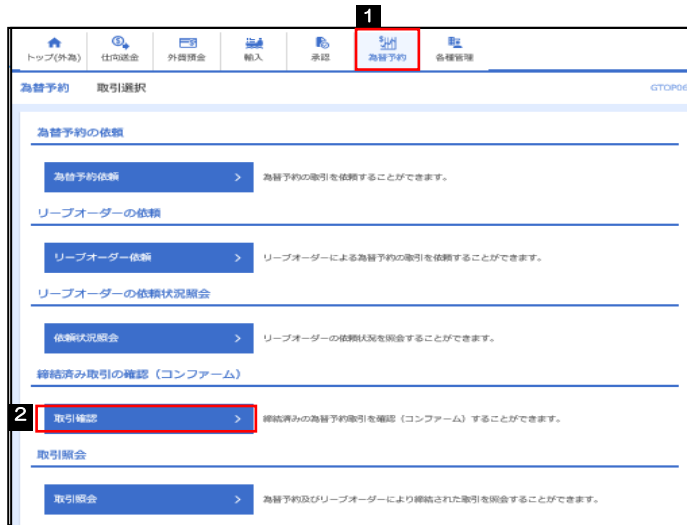 1
トップ(外為) 仕向送金 外貨預金 輸入 承認 為替予約 各種管理
為替予約 取引選択 GTOP06
為替予約の依頼
為替予約依頼 > 為替予約の取引を依頼することができます。
リーブオーダーの依頼
リーブオーダー依頼 > リーブオーダーによる為替予約の取引を依頼することができます。
リーブオーダーの依頼状況照会
依頼状況照会 > リーブオーダーの依頼状況を照会することができます。
締結済み取引の確認（コンファーム）
2 取引確認 > 締結済みの為替予約取引を確認（コンファーム）することができます。
取引照会
取引照会 > 為替予約及びリーブオーダーにより締結された取引を照会することができます。